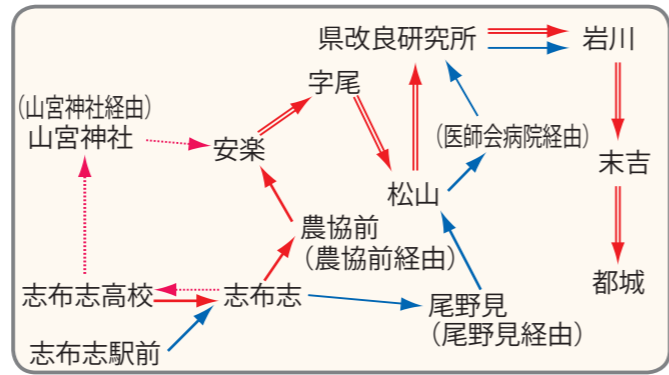 県改良研究所
岩川
字尾
（山宮神社経由）
山宮神社
安楽
（医師会病院経由）
末吉
松山
農協前
（農協前経由）
都城
志布志高校
志布志
尾野見
（尾野見経由）
志布志駅前